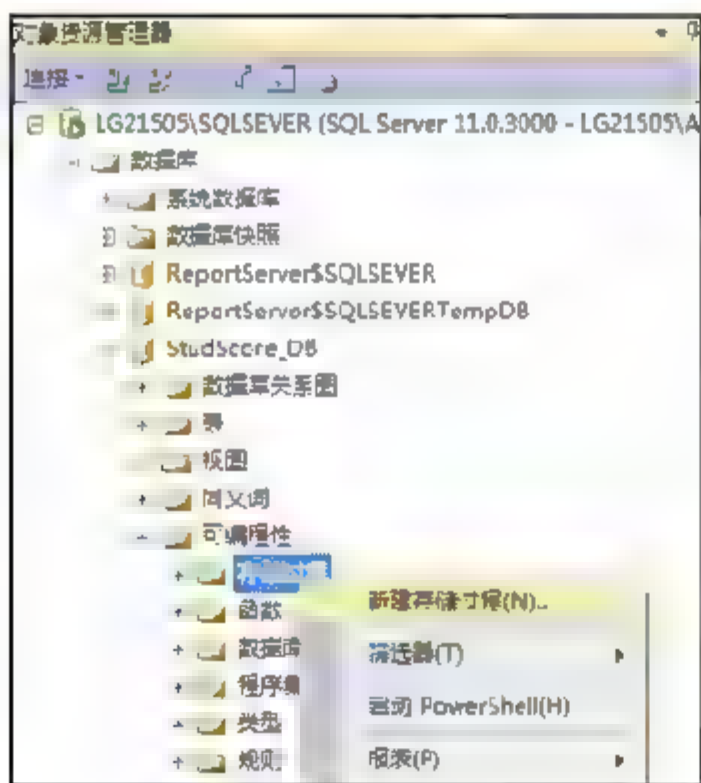 对象资源管理器
连接
LG21505\SQLSEVER (SQL Server 11.0.3000 - LG21505\A
数据库
系统数据库
数据库快照
ReportServer$SQLSEVER
ReportServer$SQLSEVERTempDB
StudScore_DB
数据库关系图
表
视图
同义词
可编程性
函数
新建存储过程(N)...
数据库
筛选器(T)
程序集
启动 PowerShell(H)
类型
规则
报表(P)